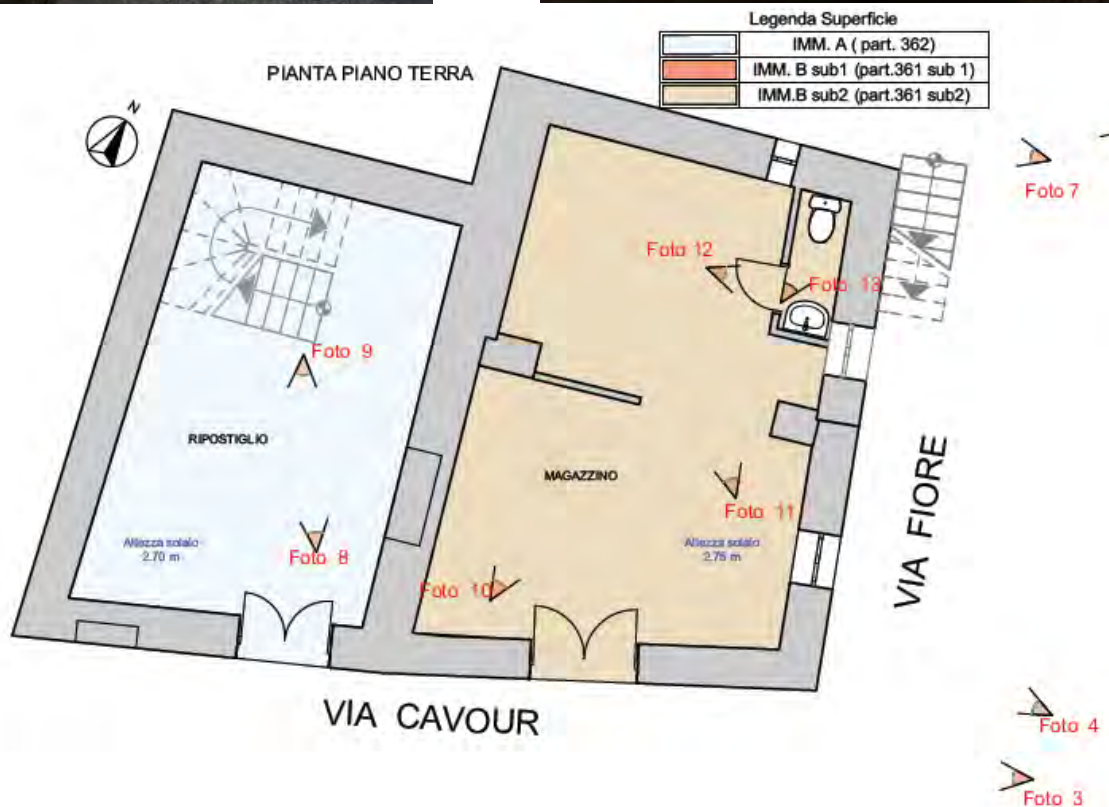 Legenda Superficie
IMM. A ( part. 362)
IMM. B sub1 (part.361 sub 1)
IMM.B sub2 (part.361 sub2)
PIANTA PIANO TERRA
N
Foto 7
Foto 12
Foto 13
Foto 9
RIPOSTIGLIO
MAGAZZINO
Foto 11
Altezza solaio
2.70 m
Foto 8
Altezza solaio
2.75 m
Foto 10
VIA FIORE
VIA CAVOUR
Foto 4
Foto 3